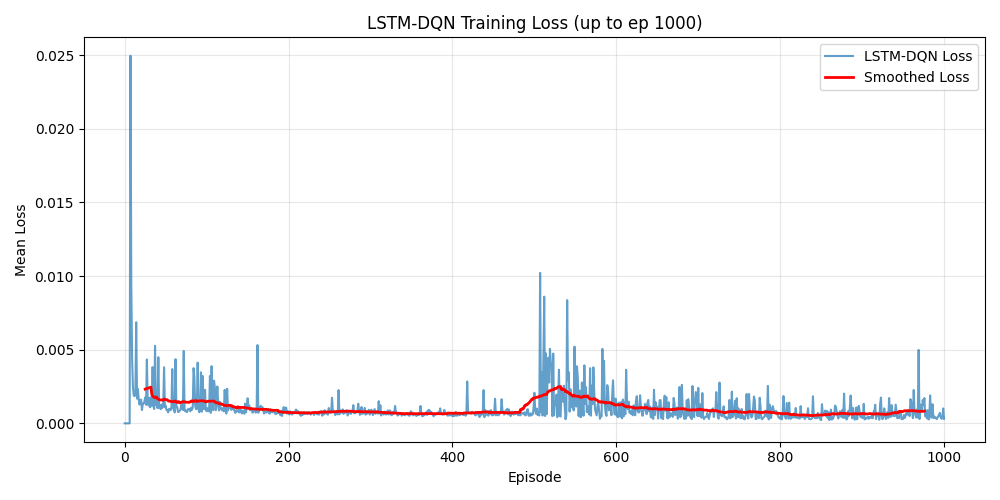 LSTM-DQN Training Loss (up to ep 1000)
LSTM-DQN Loss
Smoothed Loss
Mean Loss
0.025
0.020
0.015
0.010
0.005
0.000
0 200 400 600 800 1000
Episode